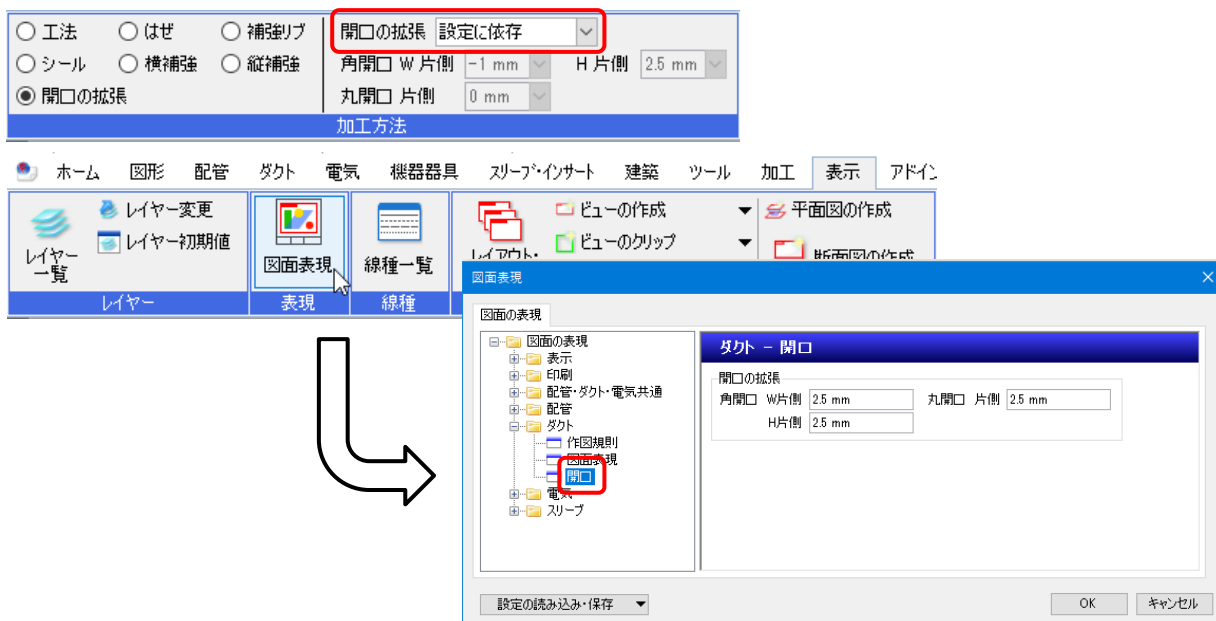 工法 はぜ 補強リブ 開口の拡張 設定に依存
シール 横補強 縦補強 角開口 W 片側 -1 mm H 片側 2.5 mm
開口の拡張 丸開口 片側 0 mm
加工方法
ホーム 図形 配管 ダクト 電気 機器器具 スリーブ・インサート 建築 ツール 加工 表示 アドイン
レイヤー一覧
レイヤー変更
レイヤー初期値
レイヤー
図面表現
表現
線種一覧
線種
レイアウト・
ビューの作成
ビューのクリップ
平面図の作成
断面図の作成
図面表現
図面の表現
図面の表現
表示
印刷
配管・ダクト・電気共通
配管
ダクト
作図規則
図面表現
開口
電気
スリーブ
ダクト - 開口
開口の拡張
角開口 W片側 2.5 mm 丸開口 片側 2.5 mm
H片側 2.5 mm
設定の読み込み・保存
OK キャンセル